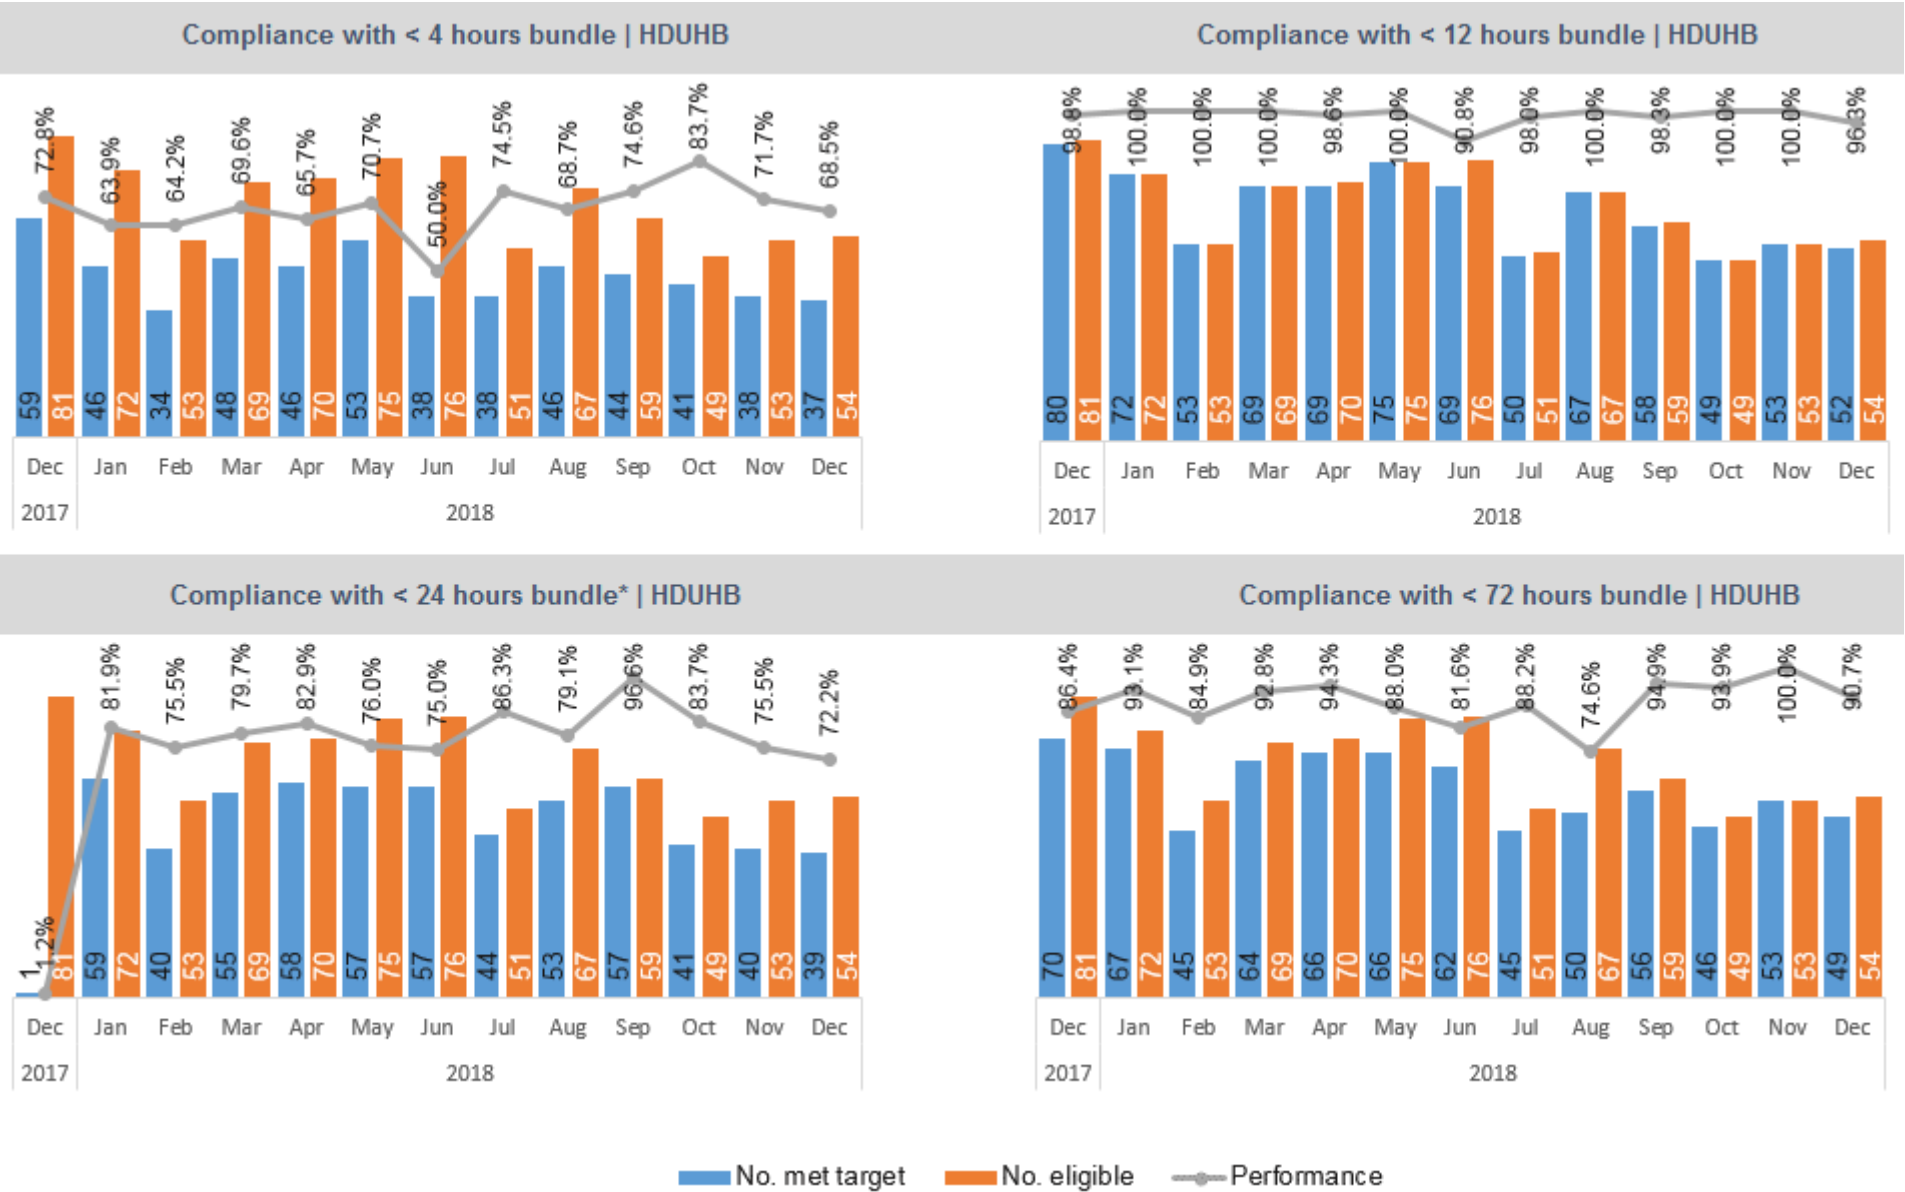 Compliance with < 4 hours bundle | HDUHB
72.8% 63.9% 64.2% 69.6% 65.7% 70.7% 50.0% 74.5% 68.7% 74.6% 83.7% 71.7% 68.5%
59 81 46 72 34 53 48 69 46 70 53 75 38 76 38 51 46 67 44 59 41 49 38 53 37 54
Dec Jan Feb Mar Apr May Jun Jul Aug Sep Oct Nov Dec
2017 2018
Compliance with < 12 hours bundle | HDUHB
98.8% 100.0% 100.0% 100.0% 98.6% 100.0% 90.8% 98.0% 100.0% 98.3% 100.0% 100.0% 96.3%
80 81 72 72 53 53 69 69 69 70 75 75 69 76 50 51 67 67 58 59 49 49 53 53 52 54
Dec Jan Feb Mar Apr May Jun Jul Aug Sep Oct Nov Dec
2017 2018
Compliance with < 24 hours bundle* | HDUHB
1.2% 81.9% 75.5% 79.7% 82.9% 76.0% 75.0% 86.3% 79.1% 96.6% 83.7% 75.5% 72.2%
1 81 59 72 40 53 55 69 58 70 57 75 57 76 44 51 53 67 57 59 41 49 40 53 39 54
Dec Jan Feb Mar Apr May Jun Jul Aug Sep Oct Nov Dec
2017 2018
Compliance with < 72 hours bundle | HDUHB
86.4% 93.1% 84.9% 92.8% 94.3% 88.0% 81.6% 88.2% 74.6% 94.9% 93.9% 100.0% 90.7%
70 81 67 72 45 53 64 69 66 70 66 75 62 76 45 51 50 67 56 59 46 49 53 53 49 54
Dec Jan Feb Mar Apr May Jun Jul Aug Sep Oct Nov Dec
2017 2018
No. met target No. eligible Performance